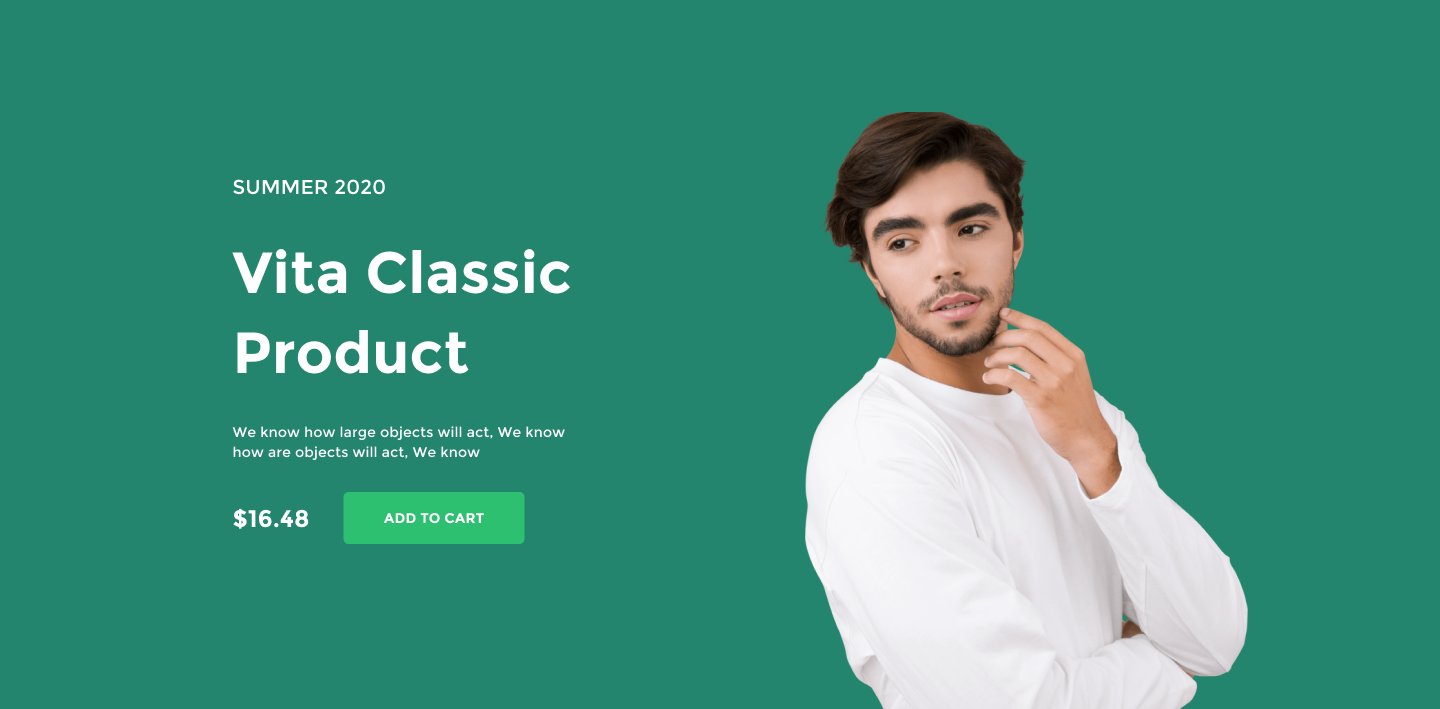 SUMMER 2020
Vita Classic
Product
We know how large objects will act, We know
how are objects will act, We know
$16.48
ADD TO CART